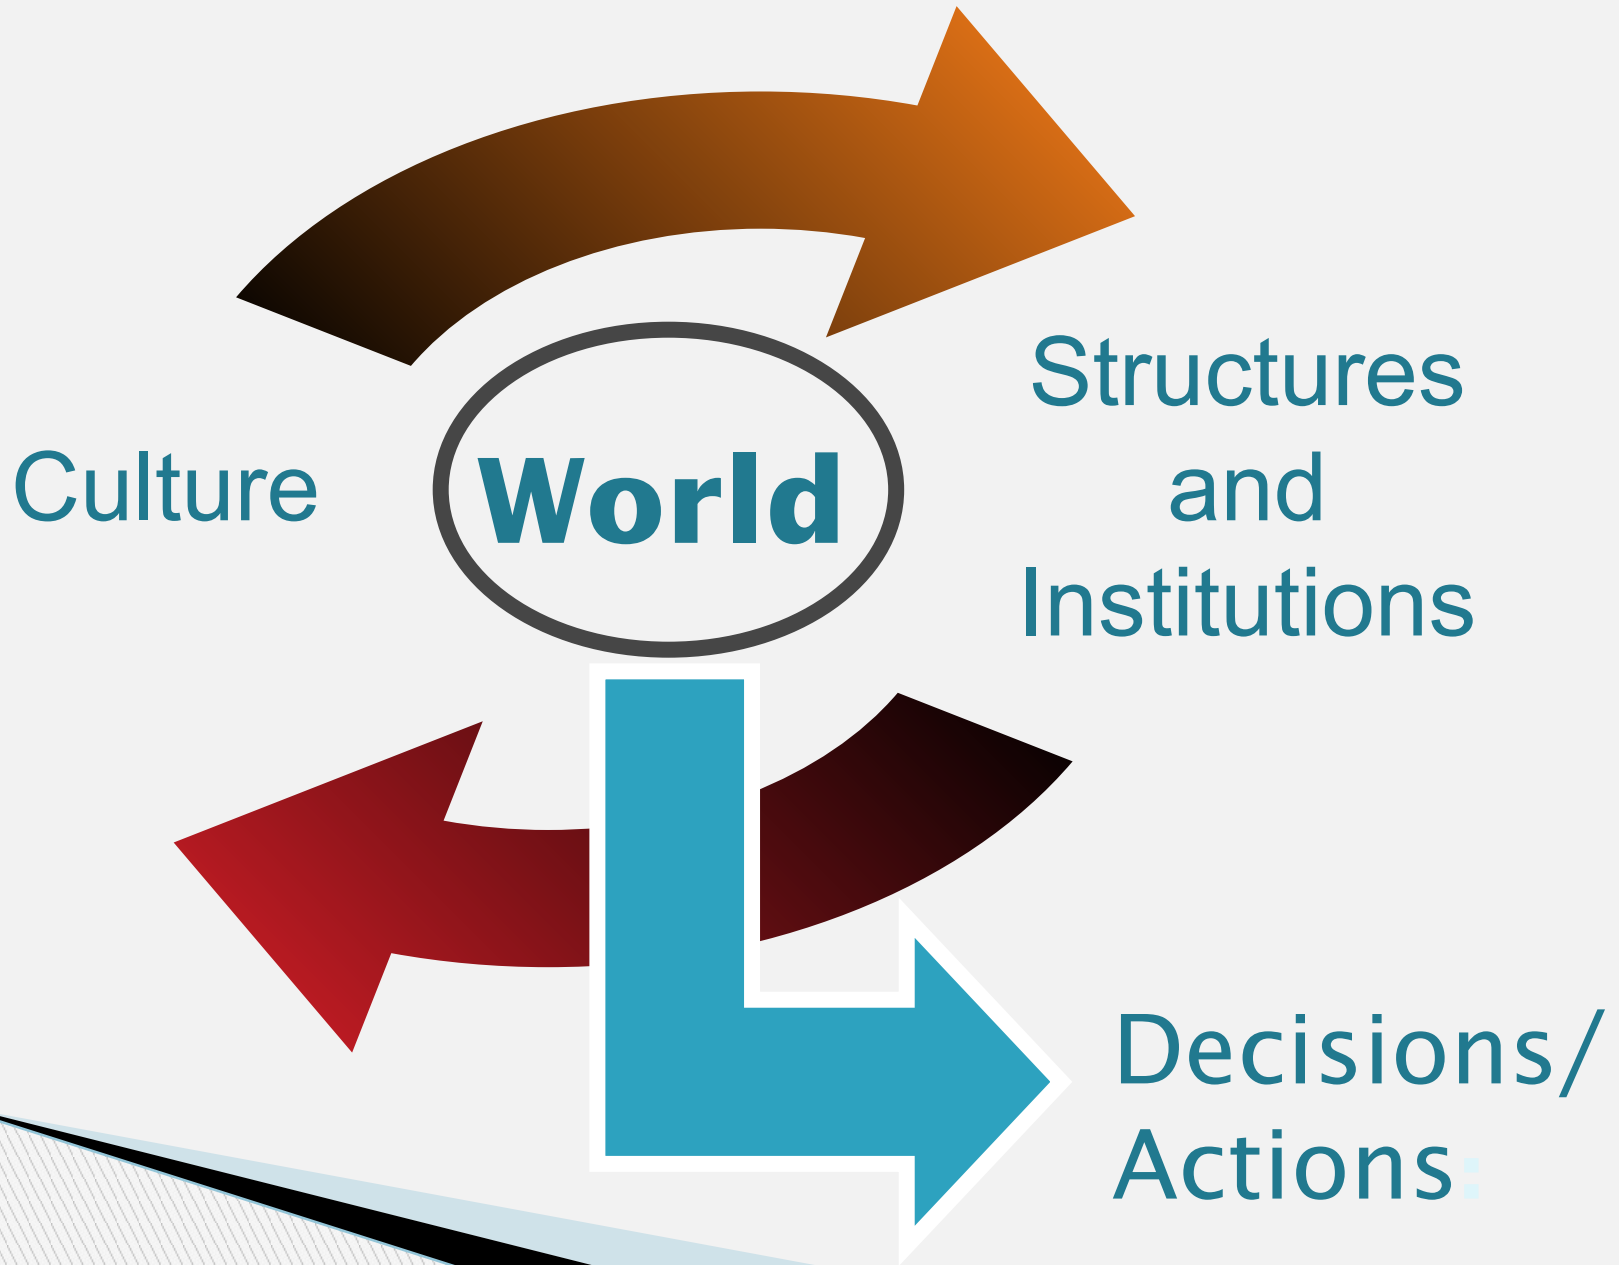 Culture
World
Structures
and
Institutions
Decisions/
Actions: